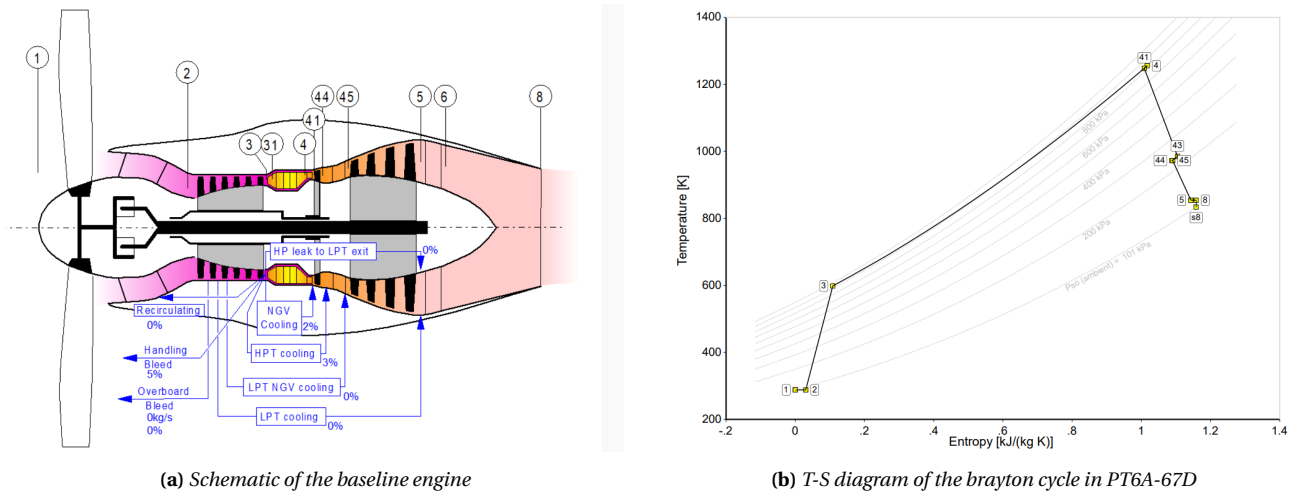 1
2
3
31
4
41
44
45
5
6
8
HP leak to LPT exit
0%
Recirculating
0%
NGV
Cooling
2%
Handling
Bleed
5%
HPT cooling
3%
Overboard
Bleed
0kg/s
0%
LPT NGV cooling
0%
LPT cooling
0%
(a) Schematic of the baseline engine
1400
1200
1000
800
600
400
200
Temperature [K]
-.2
0
.2
.4
.6
.8
1
1.2
1.4
Entropy [kJ/(kg K)]
800 kPa
600 kPa
400 kPa
200 kPa
Pso (ambient) = 101 kPa
1
2
3
41
4
43
44
45
5
8
s8
(b) T-S diagram of the brayton cycle in PT6A-67D